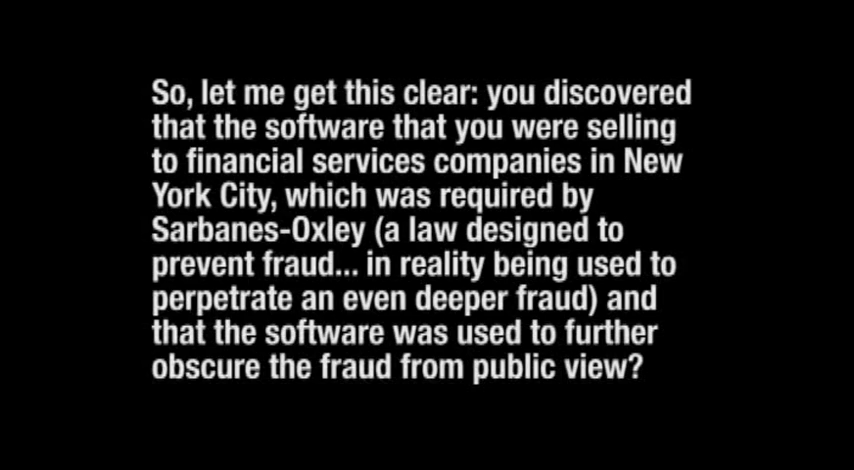 So, let me get this clear: you discovered
that the software that you were selling
to financial services companies in New
York City, which was required by
Sarbanes-Oxley (a law designed to
prevent fraud... in reality being used to
perpetrate an even deeper fraud) and
that the software was used to further
obscure the fraud from public view?